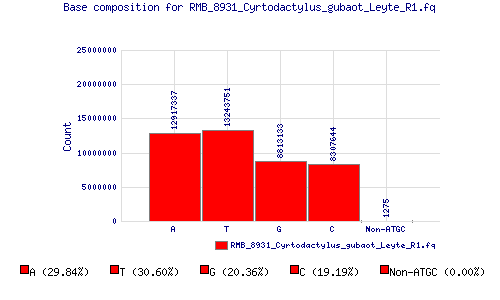 Base composition for RMB_8931_Cyrtodactylus_gubaot_Leyte_R1.fq
25000000
20000000
15000000
10000000
5000000
0
Count
12917337
13243751
8813133
8307644
1275
A T G C Non-ATGC
RMB_8931_Cyrtodactylus_gubaot_Leyte_R1.fq
A (29.84%) T (30.60%) G (20.36%) C (19.19%) Non-ATGC (0.00%)